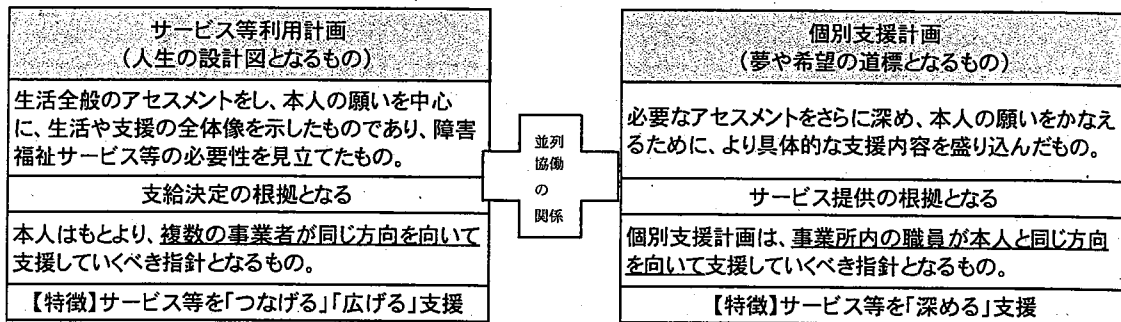 サービス等利用計画
（人生の設計図となるもの）
生活全般のアセスメントをし、本人の願いを中心
に、生活や支援の全体像を示したものであり、障害
福祉サービス等の必要性を見立てたもの。
支給決定の根拠となる
本人はもとより、複数の事業者が同じ方向を向いて
支援していくべき指針となるもの。
【特徴】サービス等を「つなげる」「広げる」支援
並列
協働
の
関係
個別支援計画
（夢や希望の道標となるもの）
必要なアセスメントをさらに深め、本人の願いをかなえ
るために、より具体的な支援内容を盛り込んだもの。
サービス提供の根拠となる
個別支援計画は、事業所内の職員が本人と同じ方向
を向いて支援していくべき指針となるもの。
【特徴】サービス等を「深める」支援